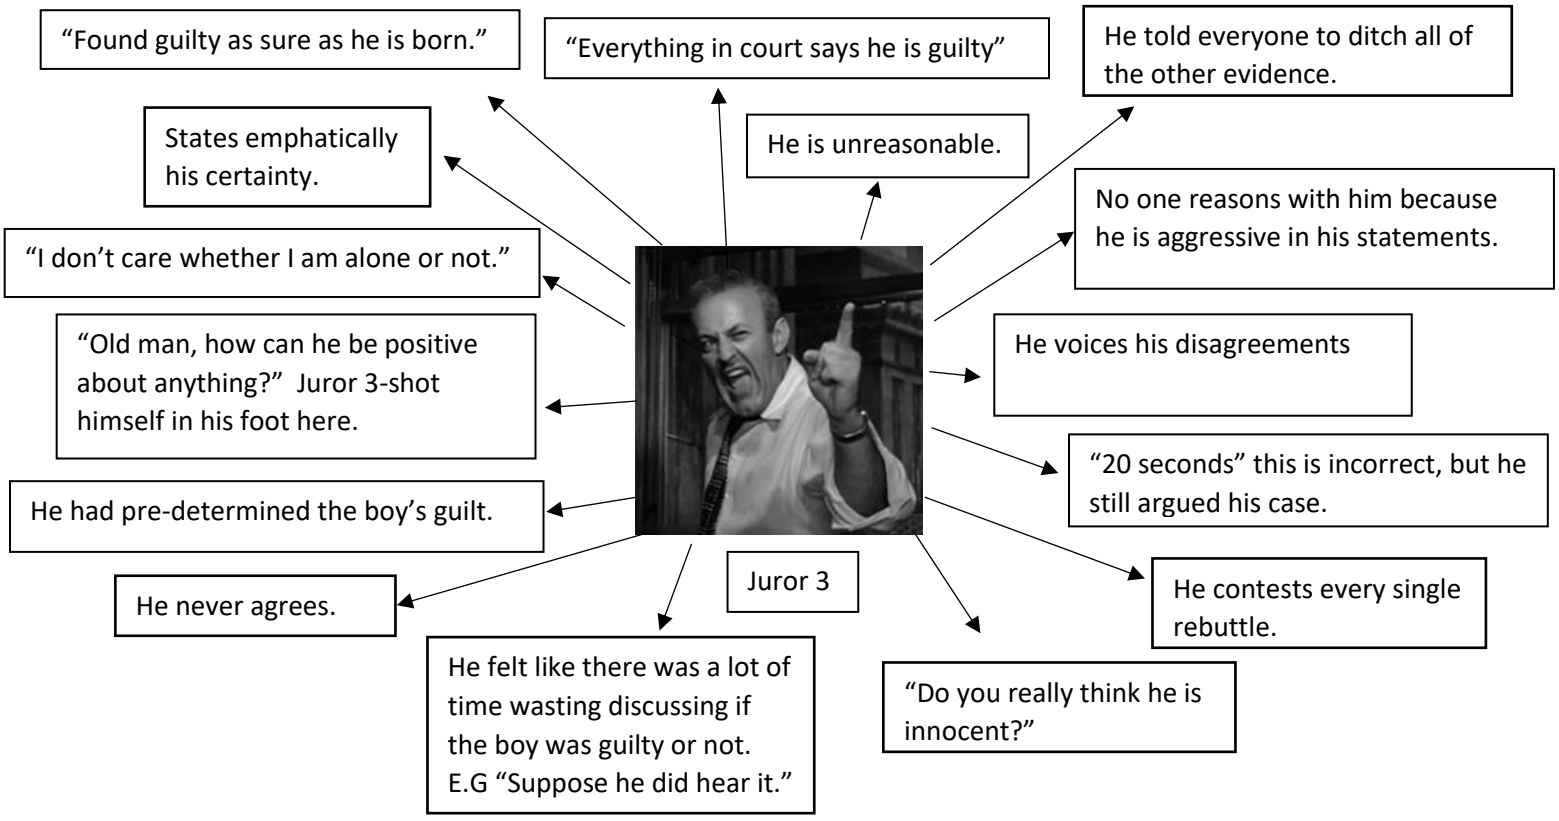 “Found guilty as sure as he is born.”
“Everything in court says he is guilty”
He told everyone to ditch all of
the other evidence.
States emphatically
his certainty.
He is unreasonable.
No one reasons with him because
he is aggressive in his statements.
“I don’t care whether I am alone or not.”
“Old man, how can he be positive
about anything?”  Juror 3-shot
himself in his foot here.
He voices his disagreements
“20 seconds” this is incorrect, but he
still argued his case.
He had pre-determined the boy’s guilt.
Juror 3
He contests every single
rebuttle.
He never agrees.
He felt like there was a lot of
time wasting discussing if
the boy was guilty or not.
E.G “Suppose he did hear it.”
“Do you really think he is
innocent?”